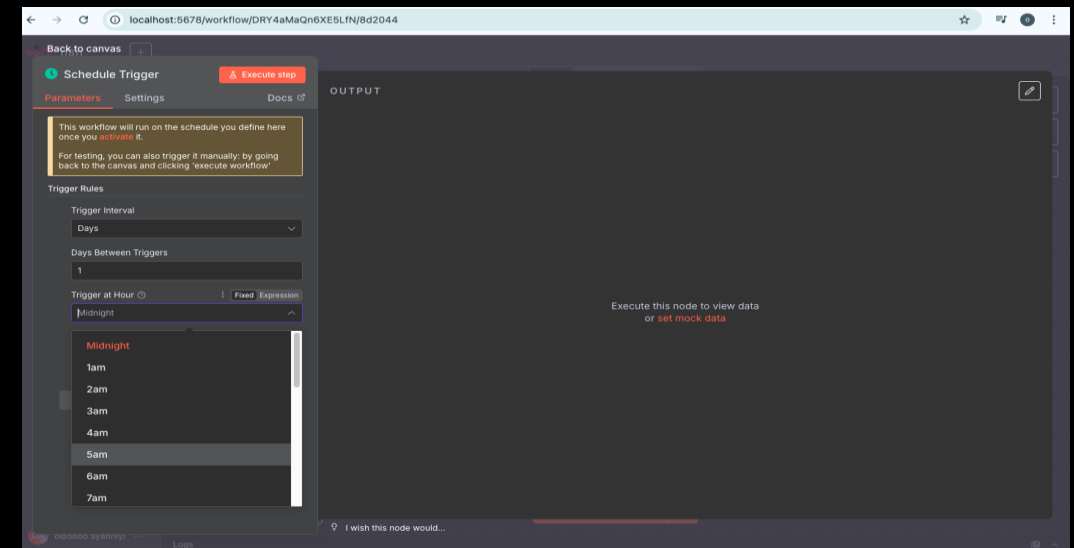 localhost:5678/workflow/DRY4aMaQn6XE5LfN/8d2044
Back to canvas
Schedule Trigger
Execute step
Parameters
Settings
Docs
OUTPUT
This workflow will run on the schedule you define here
once you activate it.
For testing, you can also trigger it manually: by going
back to the canvas and clicking 'execute workflow'
Trigger Rules
Trigger Interval
Days
Days Between Triggers
1
Trigger at Hour
Fixed
Expression
Midnight
Midnight
1am
2am
3am
4am
5am
6am
7am
Execute this node to view data
or set mock data
I wish this node would...
oladebo ayanniyi
Logs